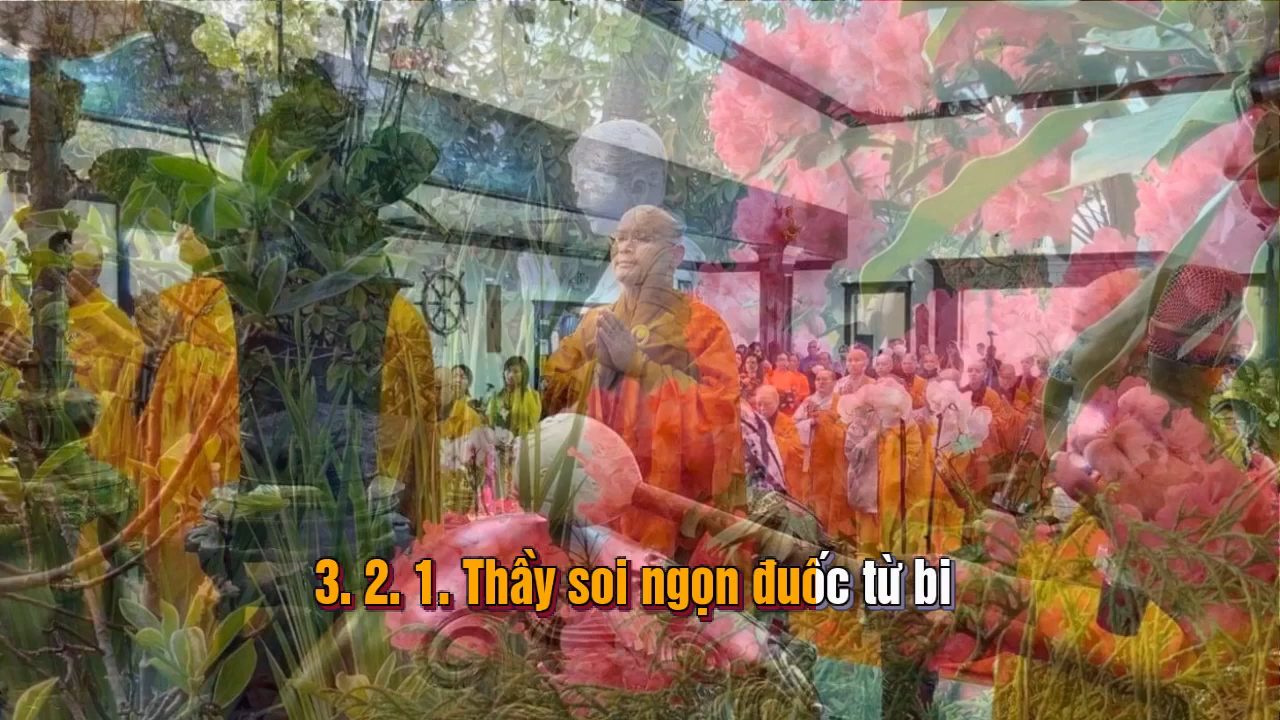 3. 2. 1. Thầy soi ngọn đuốc từ bi